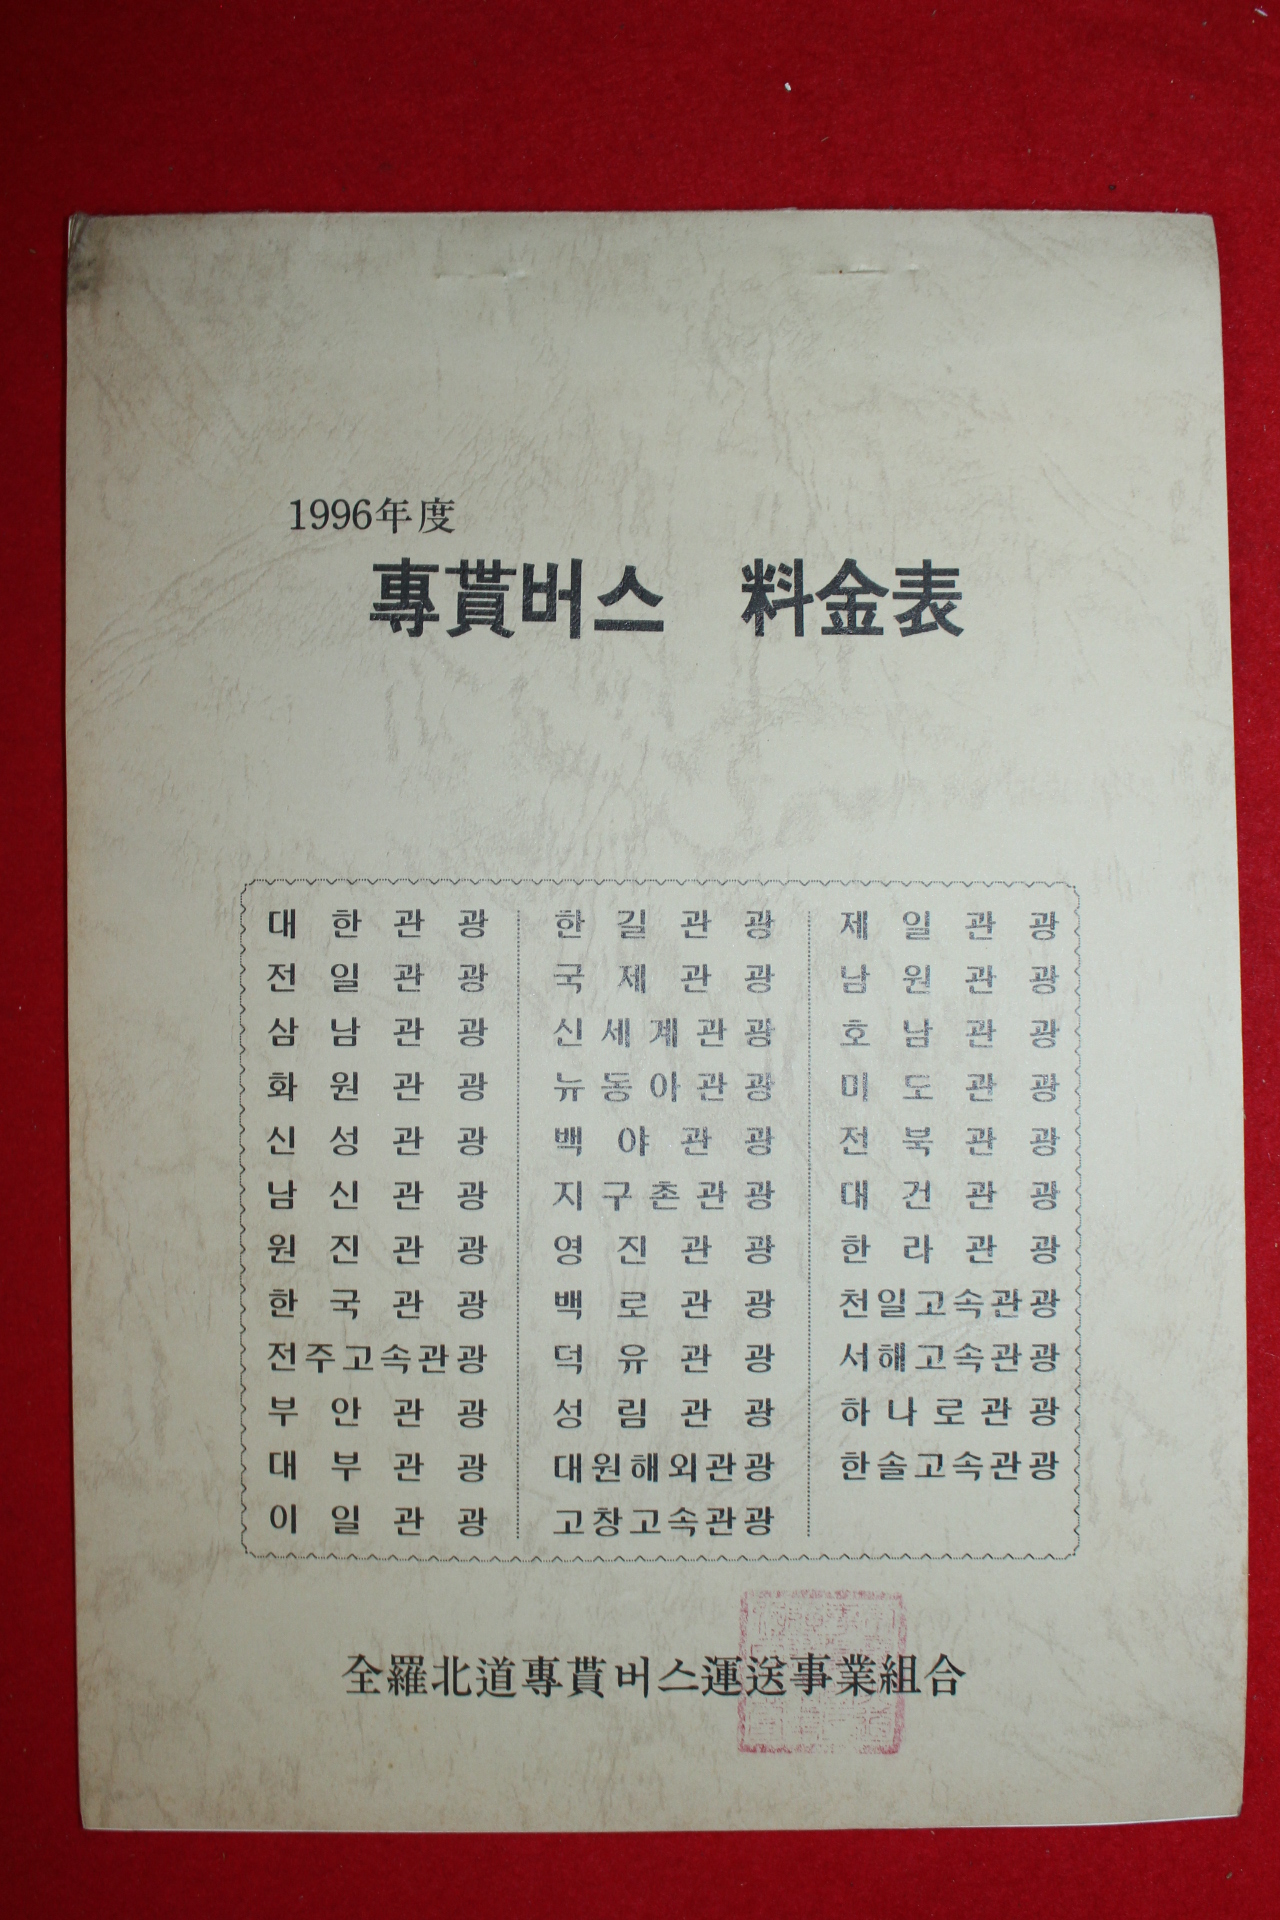 1996年度
專貰버스 料金表
대한관광
전일관광
삼남관광
화원관광
신성관광
남신관광
원진관광
한국관광
전주고속관광
부안관광
대부관광
이일관광
한길관광
국제관광
신세계관광
뉴동아관광
백야관광
지구촌관광
영진관광
백로관광
덕유관광
성림관광
대원해외관광
고창고속관광
제일관광
남원관광
호남관광
미도관광
전북관광
대건관광
한라관광
천일고속관광
서해고속관광
하나로관광
한솔고속관광
全羅北道專貰버스運送事業組合